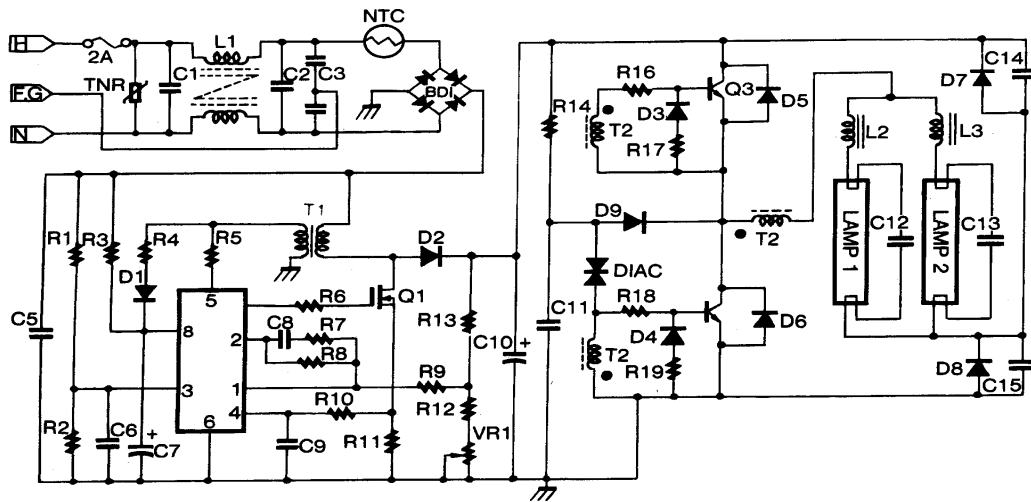 H
2A
L1
NTC
TNR
C1
C2
C3
BDI
F.G
N
C14
D7
R16
Q3
D5
R14
D3
T2
R17
L2
L3
T1
D9
T2
LAMP 1
C12
LAMP 2
C13
R1
R3
R4
R5
D2
DIAC
D1
R6
Q1
C11
R18
5
R13
D4
D6
C5
8
2
C8
R7
C10
+
T2
R19
R8
D8
C15
3
1
R9
R12
R2
C6
+
C7
6
4
R10
C9
R11
VR1